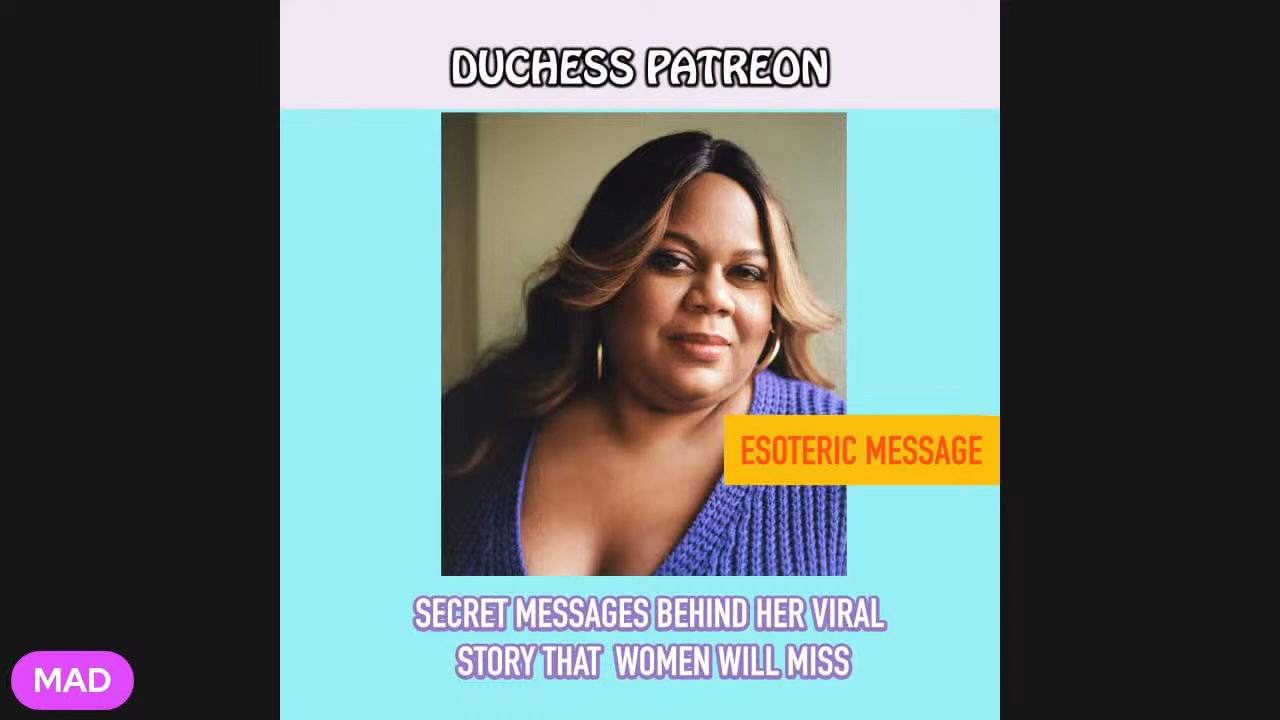 DUCHESS PATREON
ESOTERIC MESSAGE
SECRET MESSAGES BEHIND HER VIRAL
STORY THAT WOMEN WILL MISS
MAD